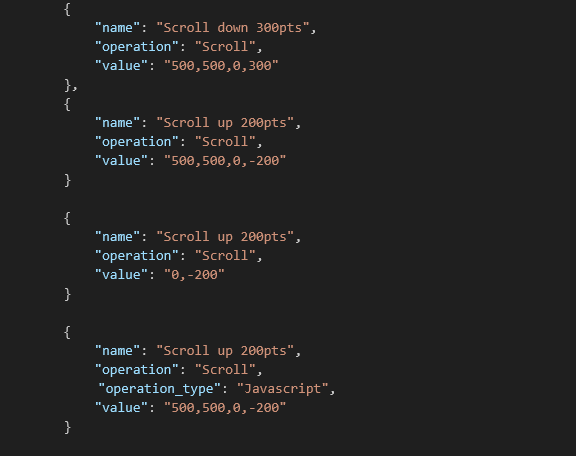 {
"name": "Scroll down 300pts",
"operation": "Scroll",
"value": "500,500,0,300"
},
{
"name": "Scroll up 200pts",
"operation": "Scroll",
"value": "500,500,0,-200"
}
{
"name": "Scroll up 200pts",
"operation": "Scroll",
"value": "0,-200"
}
{
"name": "Scroll up 200pts",
"operation": "Scroll",
"operation_type": "Javascript",
"value": "500,500,0,-200"
}